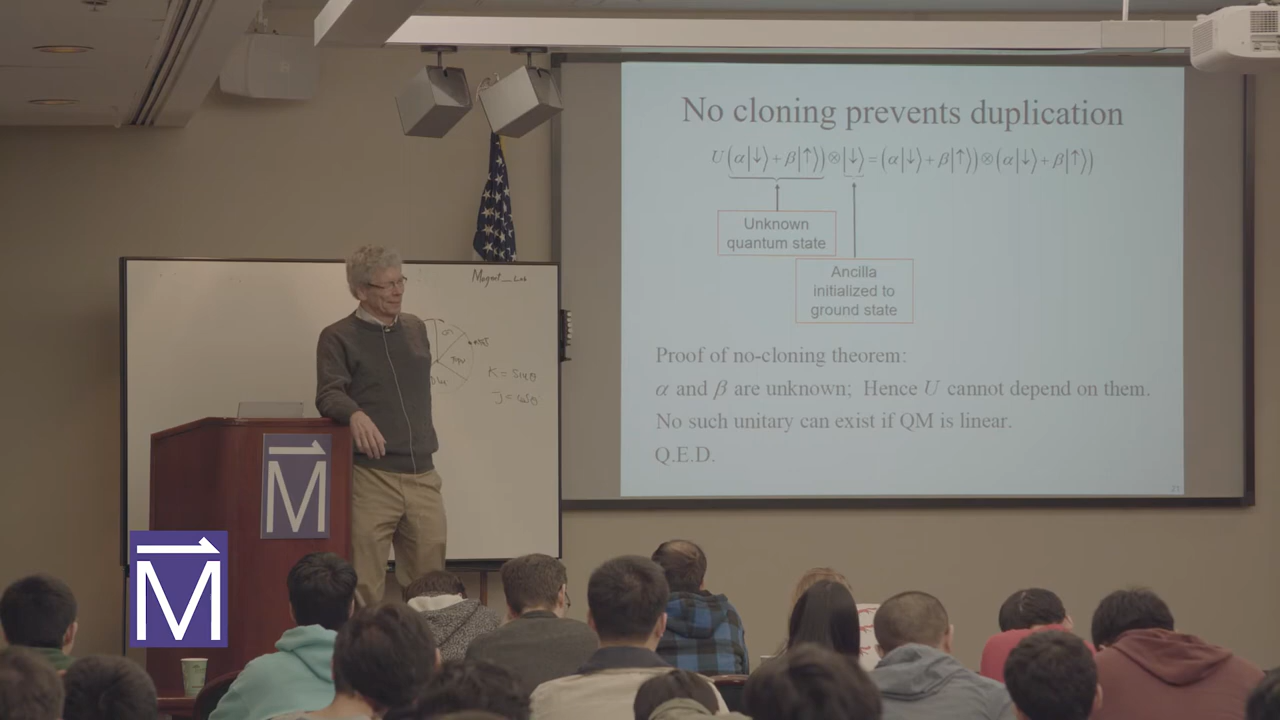 No cloning prevents duplication
U(α|↓⟩ + β|↑⟩)⊗|↓⟩ = (α|↓⟩ + β|↑⟩)⊗(α|↓⟩ + β|↑⟩)
Unknown
quantum state
Ancilla
initialized to
ground state
Proof of no-cloning theorem:
α and β are unknown; Hence U cannot depend on them.
No such unitary can exist if QM is linear.
Q.E.D.
K = sinθ
J = cosθ
M
M